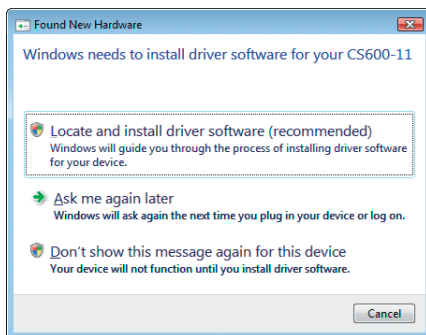 Found New Hardware
Windows needs to install driver software for your CS600-11
Locate and install driver software (recommended)
Windows will guide you through the process of installing driver software
for your device.
Ask me again later
Windows will ask again the next time you plug in your device or log on.
Don't show this message again for this device
Your device will not function until you install driver software.
Cancel